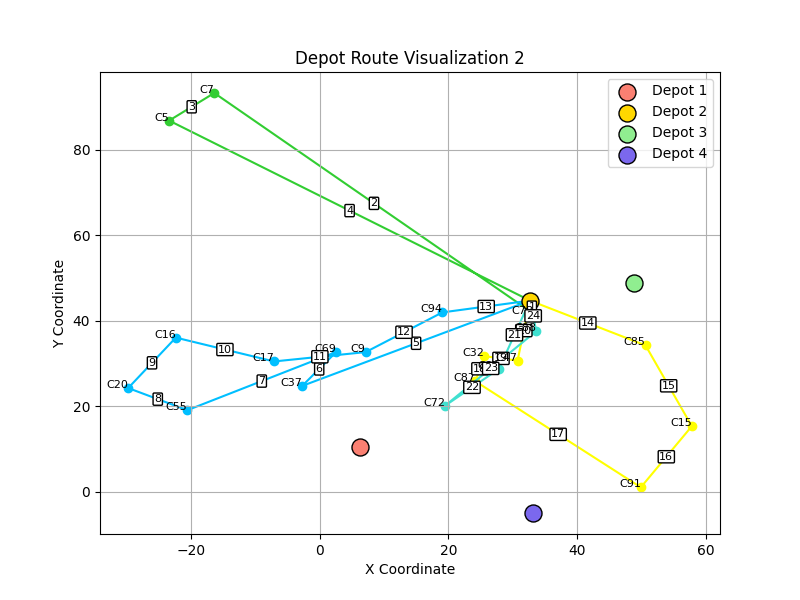 Depot Route Visualization 2
Depot 1
Depot 2
Depot 3
Depot 4
C7
C5
3
2
4
C94
13
14
24
C85
12
5
21
C16
10
C17
C69
C9
11
9
6
C37
7
C20
8
C55
C32
23
22
C72
15
C15
17
16
C91
80
60
40
20
0
−20
0
20
40
60
X Coordinate
Y Coordinate